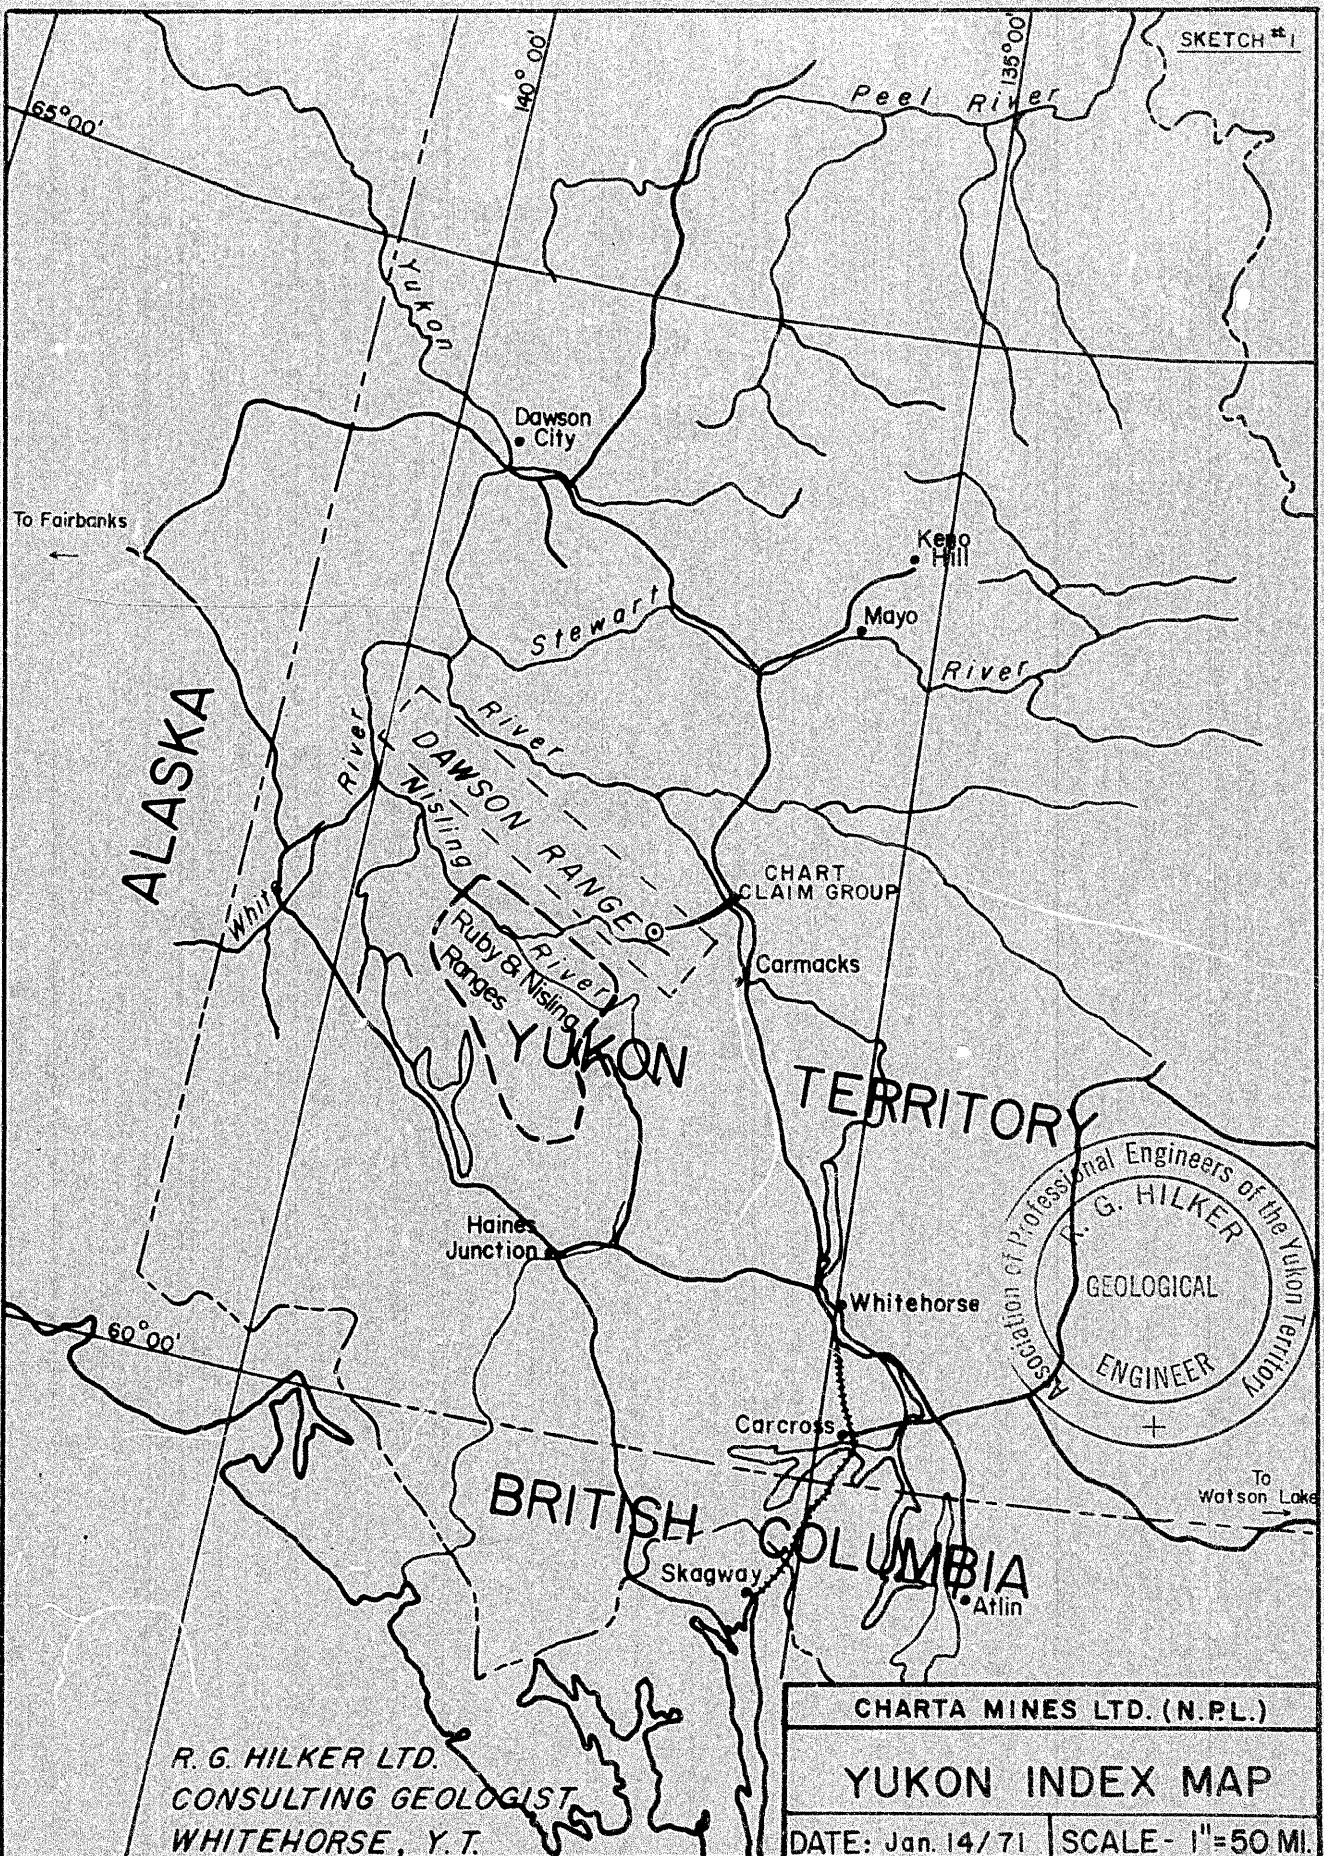 SKETCH #1
65°00'
140° 00'
135°00'
Peel River
Yukon
Dawson
City
To Fairbanks
←
Keno
Hill
Stewart
Mayo
River
River
River
ALASKA
DAWSON RANGE
Nisling
CHART
CLAIM GROUP
White
River
Ruby & Nisling
Ranges
Carmacks
YUKON
TERRITORY
Haines
Junction
Association of Professional Engineers of the Yukon Territory
R. G. HILKER
GEOLOGICAL
ENGINEER
+
Whitehorse
60°00'
Carcross
To
Watson Lake
→
BRITISH COLUMBIA
Skagway
Atlin
R. G. HILKER LTD.
CONSULTING GEOLOGIST
WHITEHORSE, Y.T.
CHARTA MINES LTD. (N.P.L.)
YUKON INDEX MAP
DATE: Jan. 14/71
SCALE - 1"=50 MI.